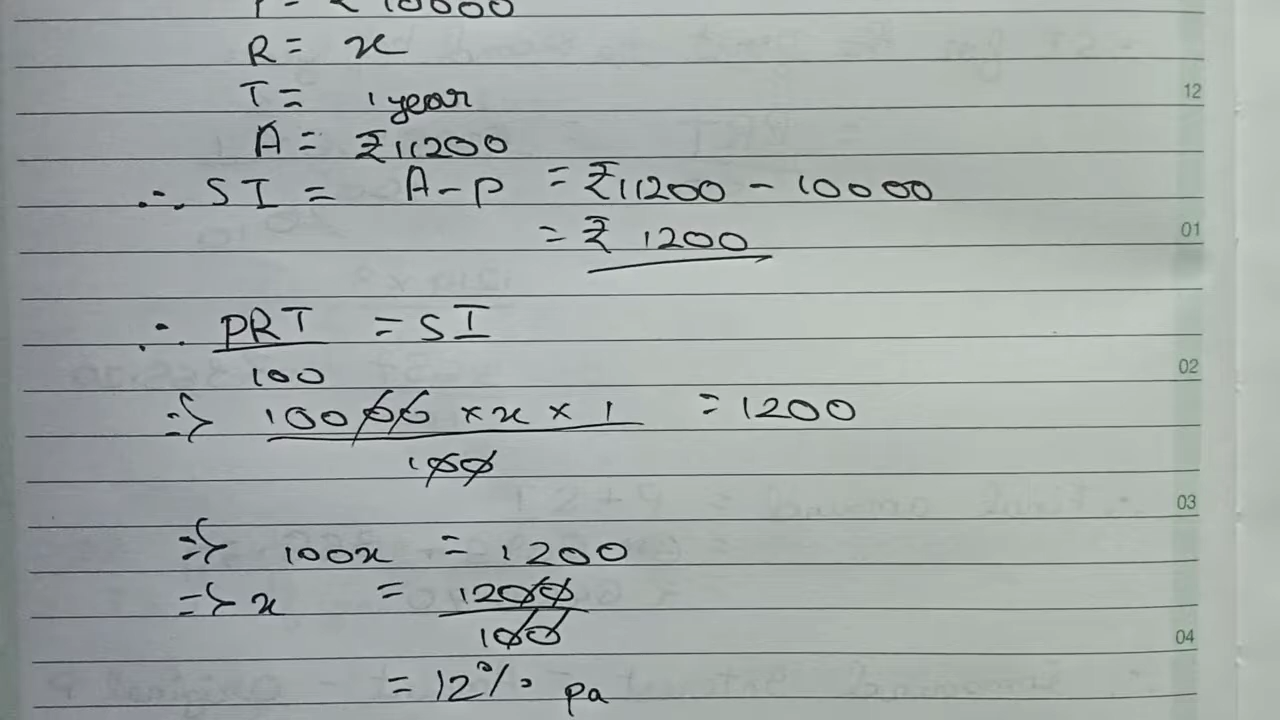 P = ₹ 10000
R = x
T = 1 year
12
A = ₹11200
∴ SI = A-P = ₹11200 - 10000
= ₹ 1200
01
∴ PRT = SI
100
02
⇒ 10000 × x × 1 = 1200
100
03
⇒ 100x = 1200
⇒ x = 1200
100
04
= 12% pa